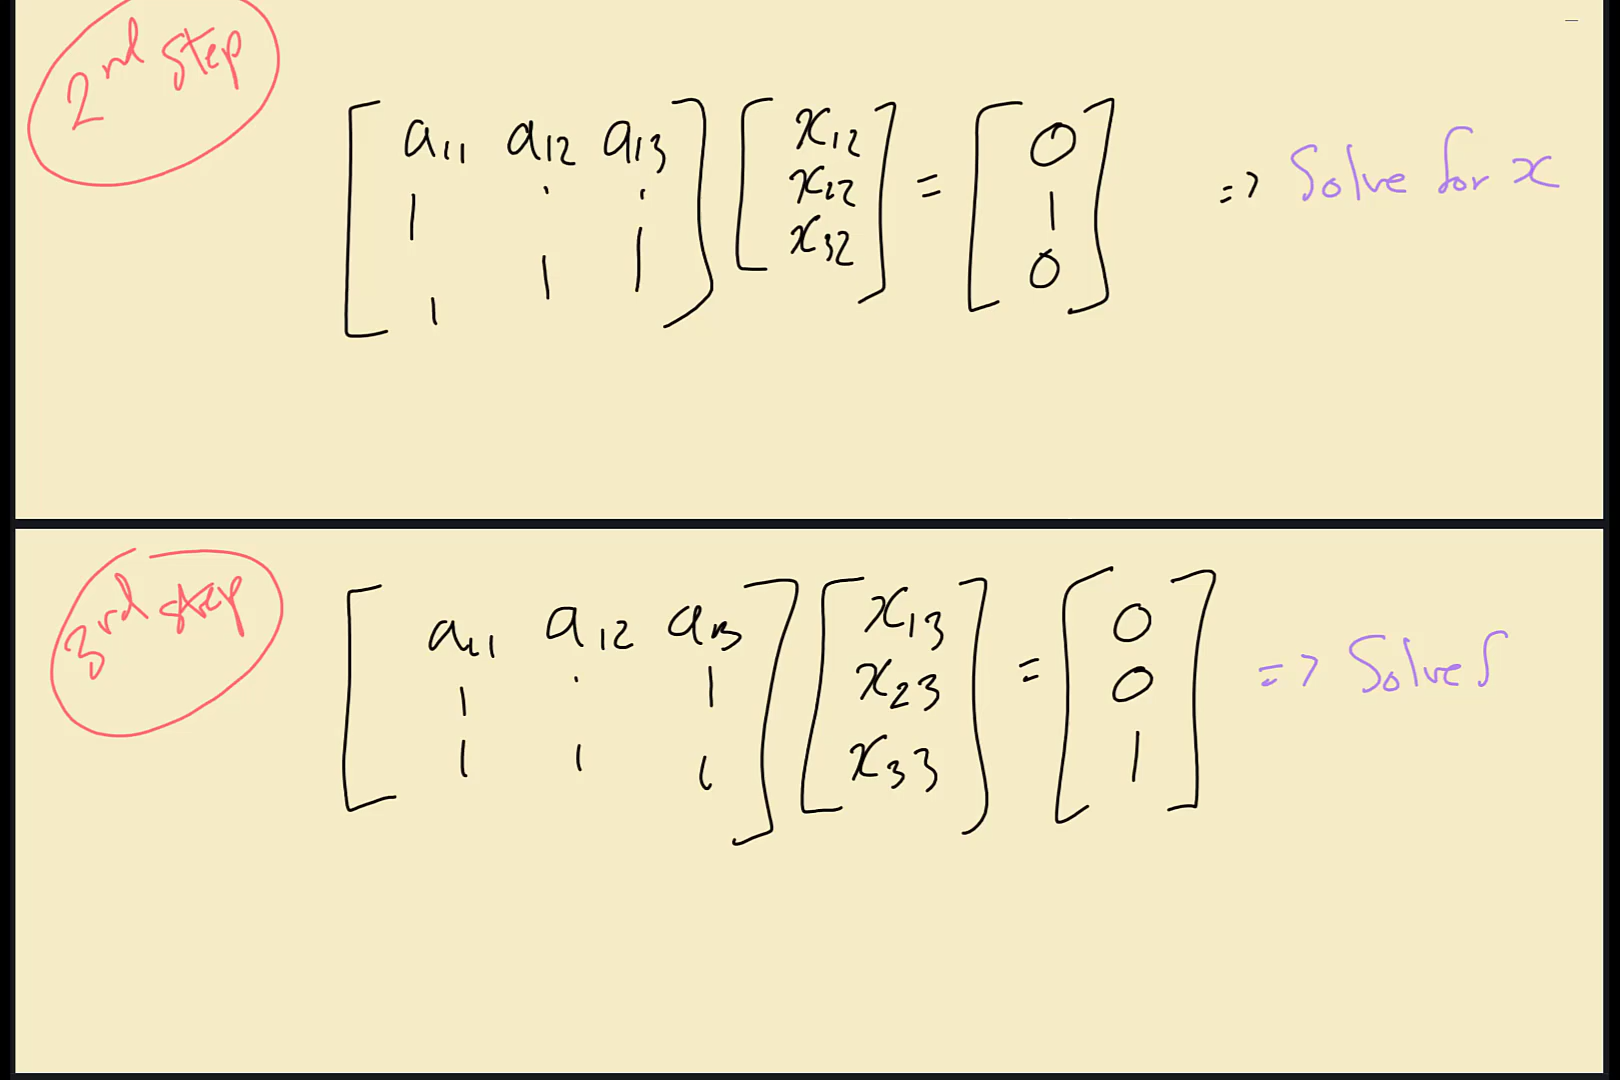 2nd step
a11 a12 a13 x12 0
x22 = 1 => Solve for x
x32 0
3rd step
a11 a12 a13 x13 0
x23 = 0 => Solve f
x33 1